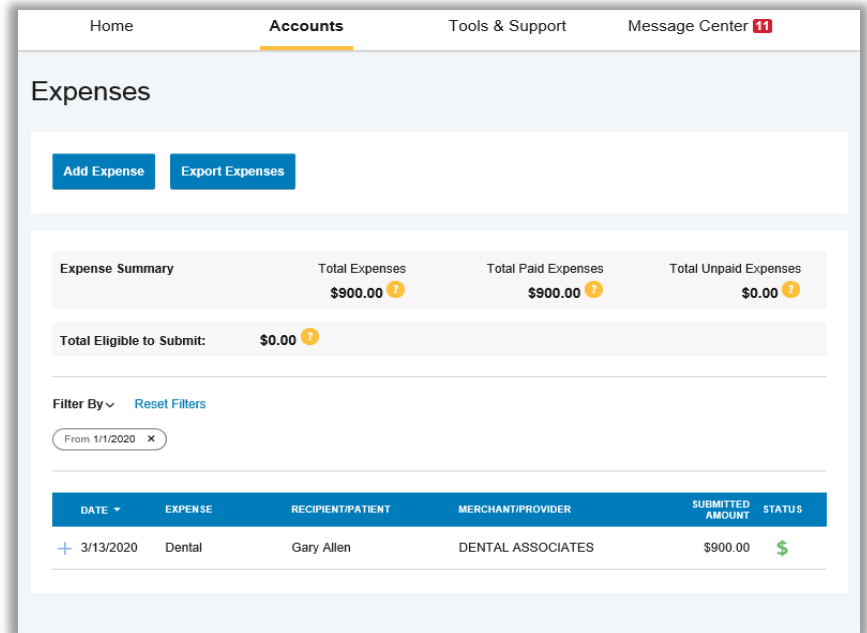 Home Accounts Tools & Support Message Center 11
Expenses
Add Expense Export Expenses
Expense Summary Total Expenses Total Paid Expenses Total Unpaid Expenses
$900.00 ? $900.00 ? $0.00 ?
Total Eligible to Submit: $0.00 ?
Filter By Reset Filters
From 1/1/2020 ×
DATE EXPENSE RECIPIENT/PATIENT MERCHANT/PROVIDER SUBMITTED AMOUNT STATUS
+ 3/13/2020 Dental Gary Allen DENTAL ASSOCIATES $900.00 $